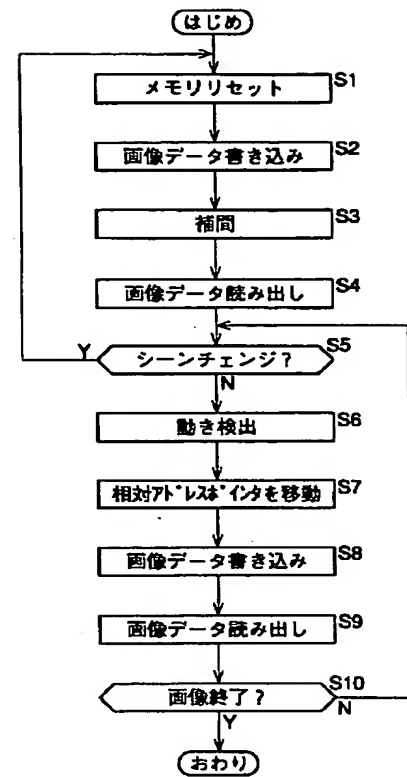 はじめ
メモリリセット S1
画像データ書き込み S2
補間 S3
画像データ読み出し S4
S5
Y シーンチェンジ？
N
動き検出 S6
相対アドレスポインタを移動 S7
画像データ書き込み S8
画像データ読み出し S9
S10
画像終了？ N
Y
おわり